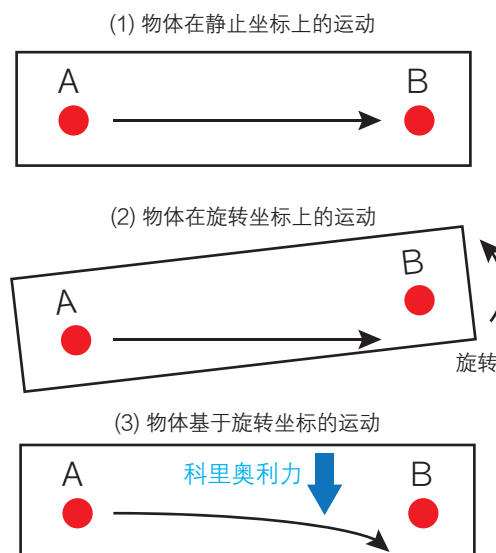 (1) 物体在静止坐标上的运动
A
B
(2) 物体在旋转坐标上的运动
A
B
旋转
(3) 物体基于旋转坐标的运动
A
科里奥利力
B